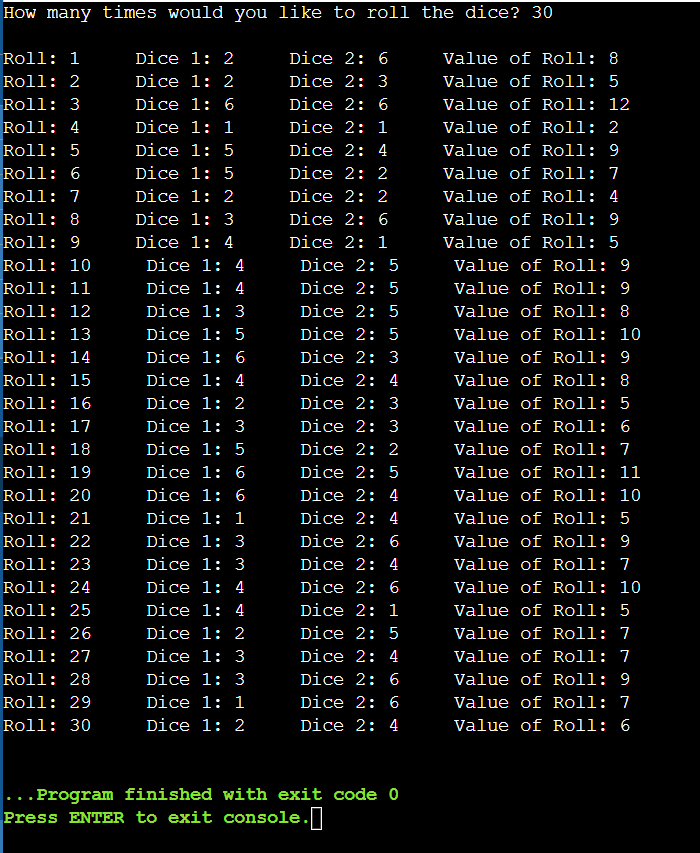 How many times would you like to roll the dice? 30
Roll: 1     Dice 1: 2     Dice 2: 6     Value of Roll: 8
Roll: 2     Dice 1: 2     Dice 2: 3     Value of Roll: 5
Roll: 3     Dice 1: 6     Dice 2: 6     Value of Roll: 12
Roll: 4     Dice 1: 1     Dice 2: 1     Value of Roll: 2
Roll: 5     Dice 1: 5     Dice 2: 4     Value of Roll: 9
Roll: 6     Dice 1: 5     Dice 2: 2     Value of Roll: 7
Roll: 7     Dice 1: 2     Dice 2: 2     Value of Roll: 4
Roll: 8     Dice 1: 3     Dice 2: 6     Value of Roll: 9
Roll: 9     Dice 1: 4     Dice 2: 1     Value of Roll: 5
Roll: 10     Dice 1: 4     Dice 2: 5     Value of Roll: 9
Roll: 11     Dice 1: 4     Dice 2: 5     Value of Roll: 9
Roll: 12     Dice 1: 3     Dice 2: 5     Value of Roll: 8
Roll: 13     Dice 1: 5     Dice 2: 5     Value of Roll: 10
Roll: 14     Dice 1: 6     Dice 2: 3     Value of Roll: 9
Roll: 15     Dice 1: 4     Dice 2: 4     Value of Roll: 8
Roll: 16     Dice 1: 2     Dice 2: 3     Value of Roll: 5
Roll: 17     Dice 1: 3     Dice 2: 3     Value of Roll: 6
Roll: 18     Dice 1: 5     Dice 2: 2     Value of Roll: 7
Roll: 19     Dice 1: 6     Dice 2: 5     Value of Roll: 11
Roll: 20     Dice 1: 6     Dice 2: 4     Value of Roll: 10
Roll: 21     Dice 1: 1     Dice 2: 4     Value of Roll: 5
Roll: 22     Dice 1: 3     Dice 2: 6     Value of Roll: 9
Roll: 23     Dice 1: 3     Dice 2: 4     Value of Roll: 7
Roll: 24     Dice 1: 4     Dice 2: 6     Value of Roll: 10
Roll: 25     Dice 1: 4     Dice 2: 1     Value of Roll: 5
Roll: 26     Dice 1: 2     Dice 2: 5     Value of Roll: 7
Roll: 27     Dice 1: 3     Dice 2: 4     Value of Roll: 7
Roll: 28     Dice 1: 3     Dice 2: 6     Value of Roll: 9
Roll: 29     Dice 1: 1     Dice 2: 6     Value of Roll: 7
Roll: 30     Dice 1: 2     Dice 2: 4     Value of Roll: 6
...Program finished with exit code 0
Press ENTER to exit console.